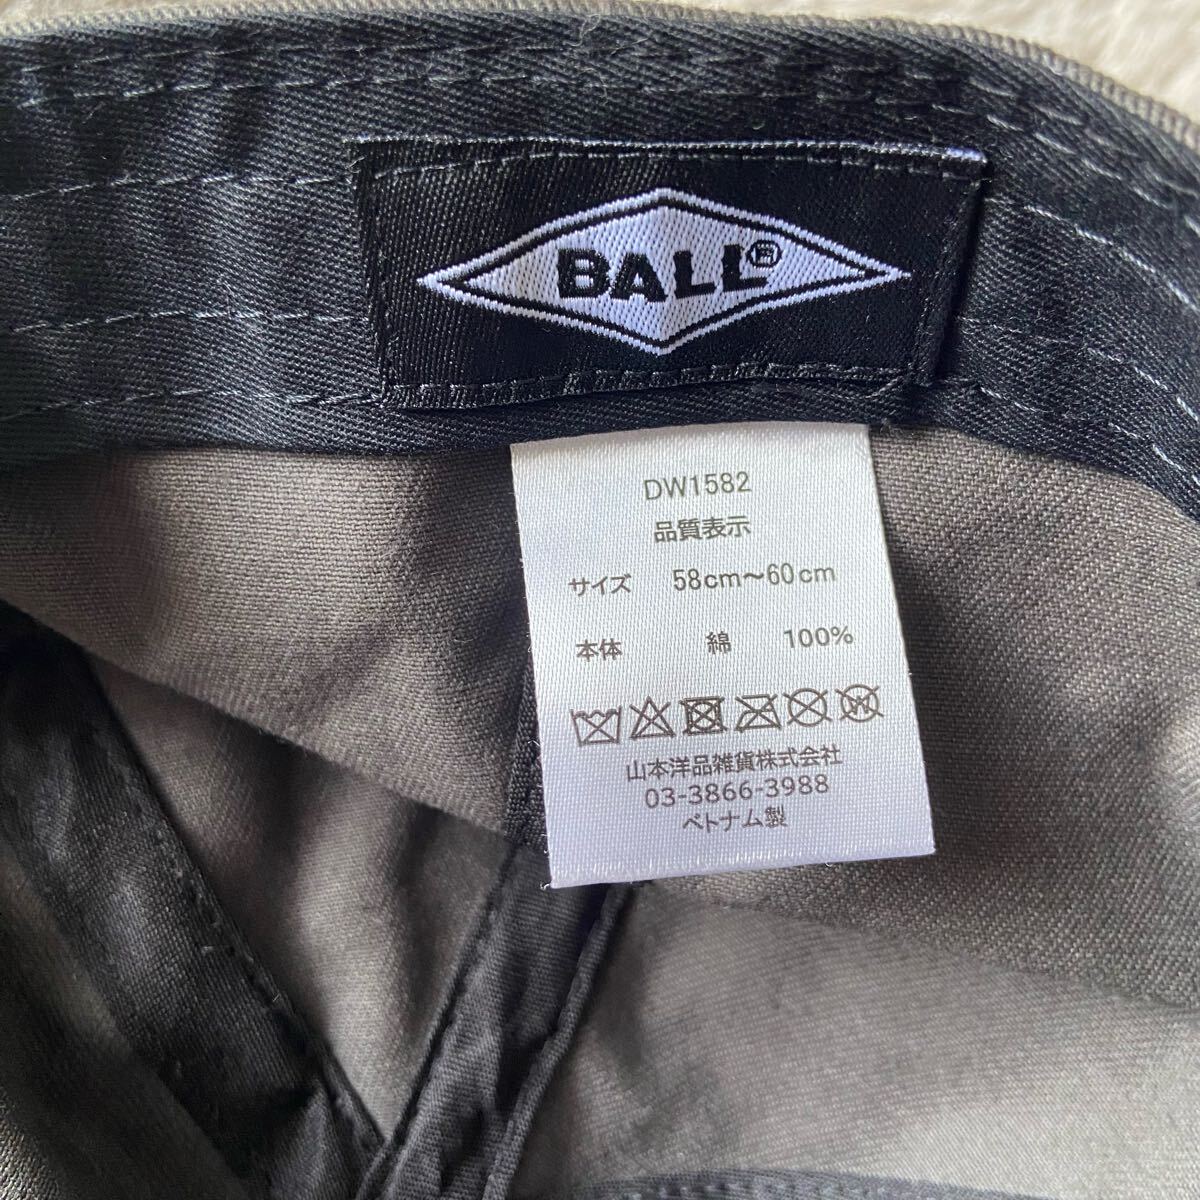 BALL®
DW1582
品質表示
サイズ 58cm～60cm
本体 綿 100%
W
山本洋品雑貨株式会社
03-3866-3988
ベトナム製